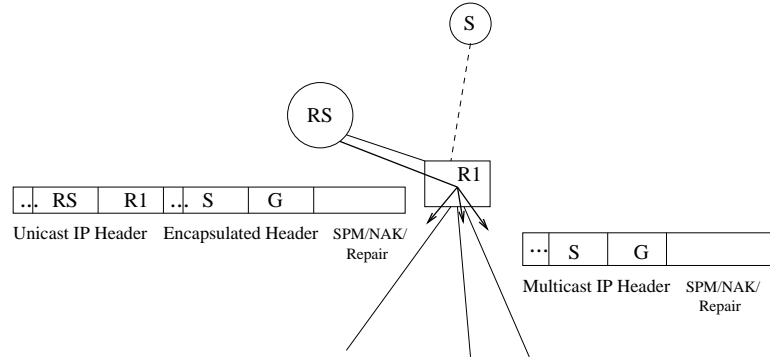 S
RS
R1
... RS R1 ... S G
Unicast IP Header Encapsulated Header SPM/NAK/
Repair
... S G
Multicast IP Header SPM/NAK/
Repair